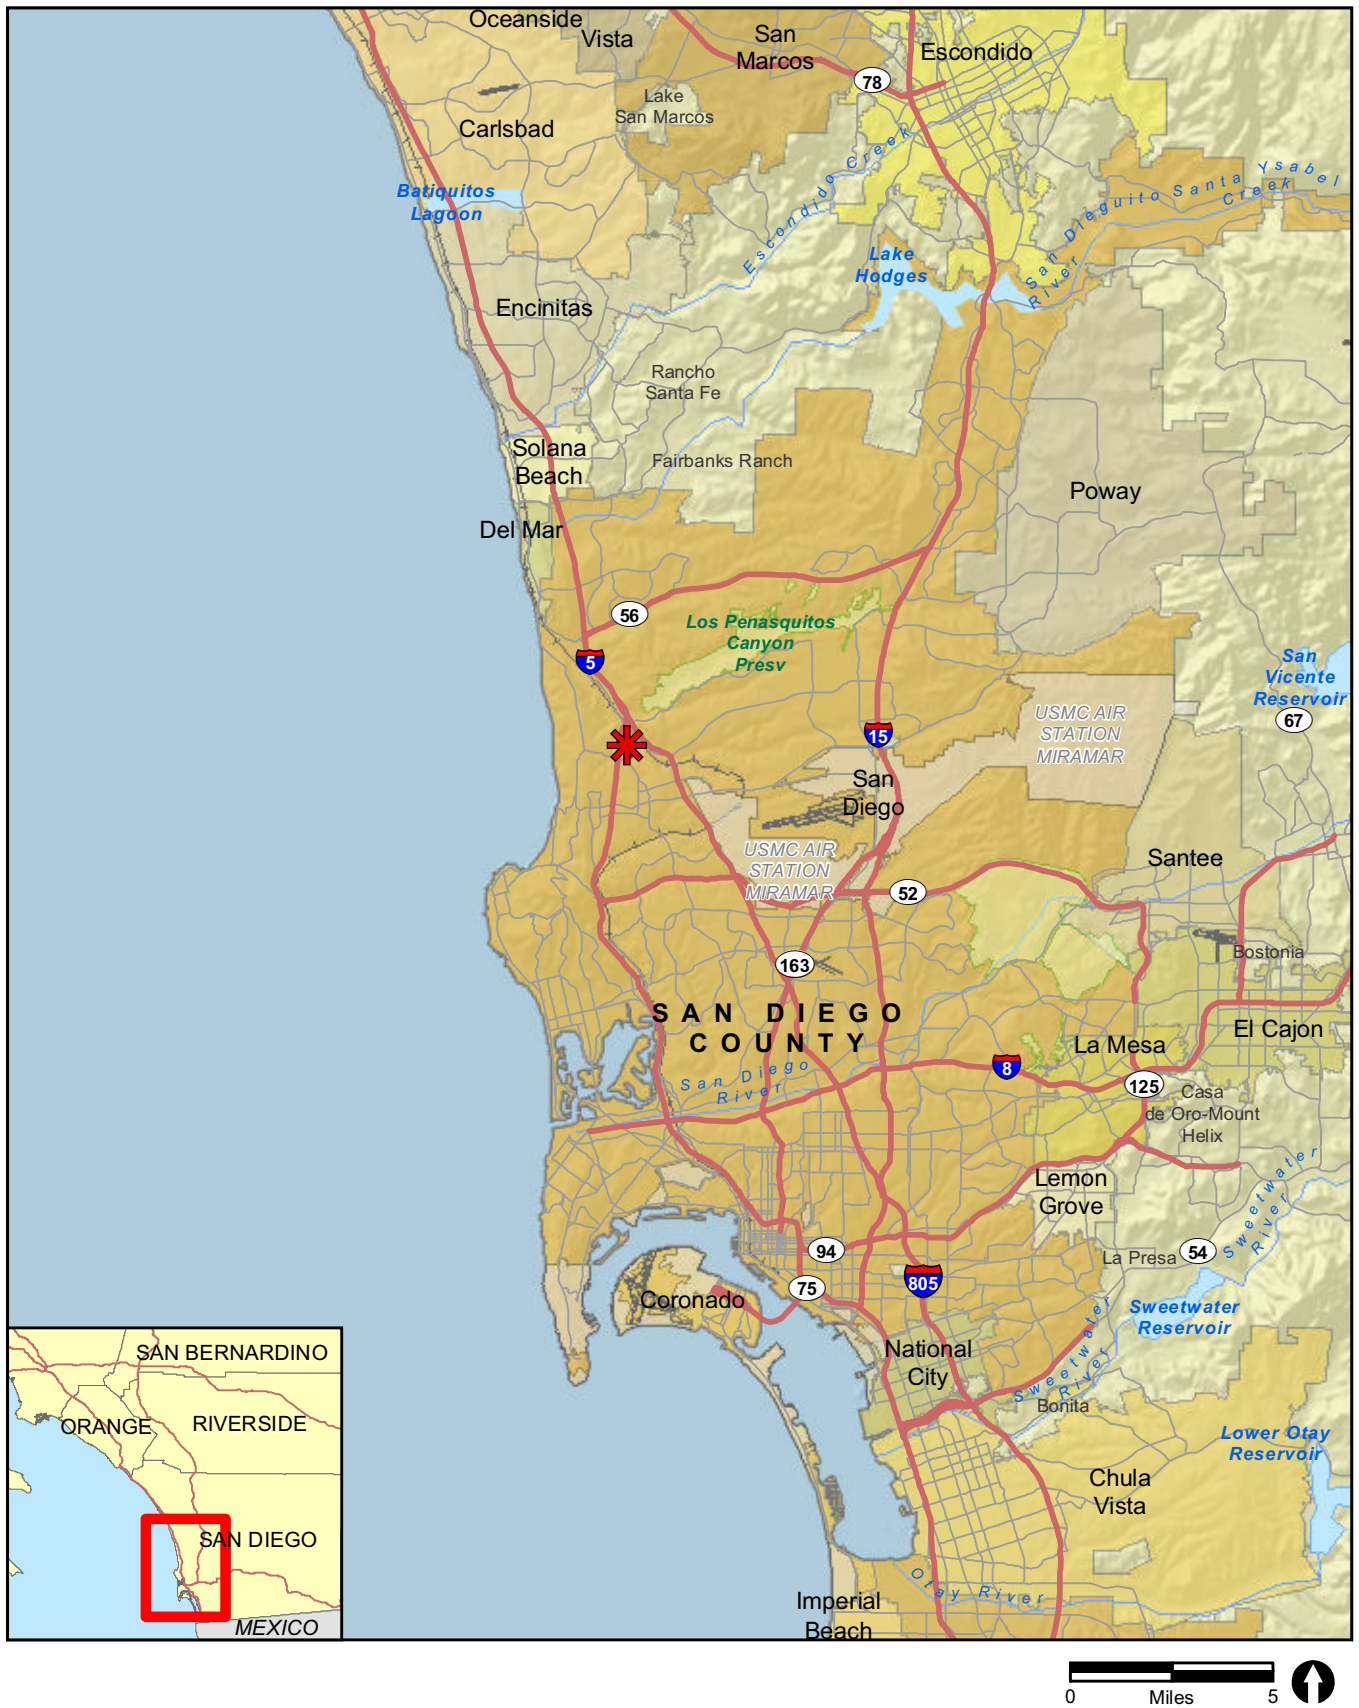 Oceanside
Vista
San
Marcos
Escondido
78
Lake
San Marcos
Carlsbad
Escondido Creek
Batiquitos
Lagoon
Ysabel
San Dieguito Santa
Creek
River
Lake
Hodges
Encinitas
Rancho
Santa Fe
Solana
Beach
Fairbanks Ranch
Poway
Del Mar
56
Los Penasquitos
Canyon
Presv
5
San
Vicente
Reservoir
67
USMC AIR
STATION
MIRAMAR
15
San
Diego
USMC AIR
STATION
MIRAMAR
Santee
52
Bostonia
163
SAN DIEGO
COUNTY
El Cajon
La Mesa
San Diego
River
8
125
Casa
de Oro-Mount
Helix
Lemon
Grove
Sweetwater
River
94
La Presa
54
75
805
Coronado
Sweetwater
Reservoir
National
City
Sweetwater
River
Bonita
Lower Otay
Reservoir
Chula
Vista
Otay River
Imperial
Beach
SAN BERNARDINO
ORANGE
RIVERSIDE
SAN DIEGO
MEXICO
0 Miles 5